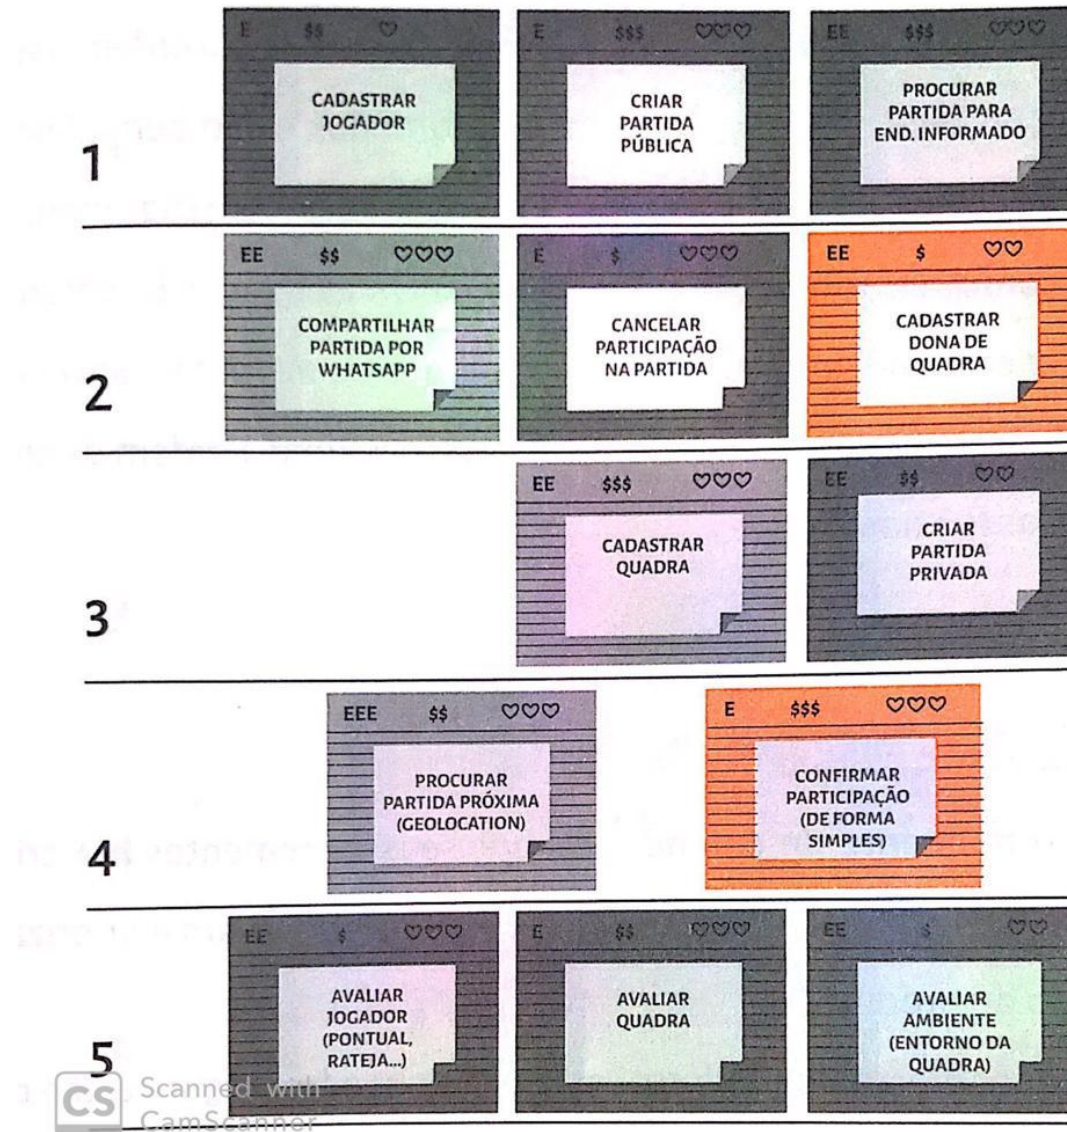 E $$ ♡
CADASTRAR
JOGADOR
E $$$ ♡♡♡
CRIAR
PARTIDA
PÚBLICA
EE $$$ ♡♡♡
PROCURAR
PARTIDA PARA
END. INFORMADO
1
EE $$ ♡♡♡
COMPARTILHAR
PARTIDA POR
WHATSAPP
E $ ♡♡♡
CANCELAR
PARTICIPAÇÃO
NA PARTIDA
EE $ ♡♡
CADASTRAR
DONA DE
QUADRA
2
EE $$$ ♡♡♡
CADASTRAR
QUADRA
EE $$ ♡♡
CRIAR
PARTIDA
PRIVADA
3
EEE $$ ♡♡♡
PROCURAR
PARTIDA PRÓXIMA
(GEOLOCATION)
E $$$ ♡♡♡
CONFIRMAR
PARTICIPAÇÃO
(DE FORMA
SIMPLES)
4
EE $ ♡♡♡
AVALIAR
JOGADOR
(PONTUAL,
RATEJA...)
E $$ ♡♡♡
AVALIAR
QUADRA
EE $ ♡♡
AVALIAR
AMBIENTE
(ENTORNO DA
QUADRA)
5
CS Scanned with
CamScanner